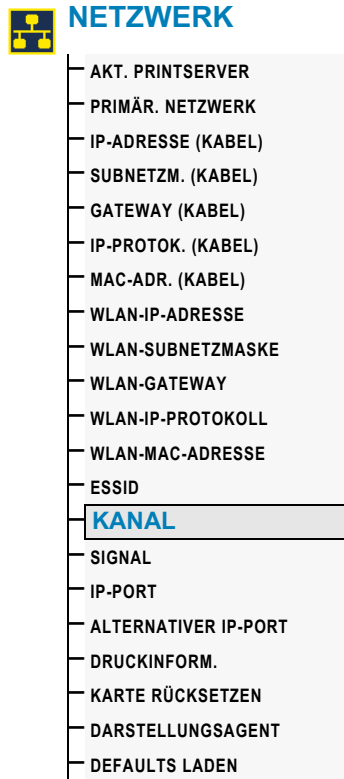 NETZWERK
AKT. PRINTSERVER
PRIMÄR. NETZWERK
IP-ADRESSE (KABEL)
SUBNETZM. (KABEL)
GATEWAY (KABEL)
IP-PROTOK. (KABEL)
MAC-ADR. (KABEL)
WLAN-IP-ADRESSE
WLAN-SUBNETZMASKE
WLAN-GATEWAY
WLAN-IP-PROTOKOLL
WLAN-MAC-ADRESSE
ESSID
KANAL
SIGNAL
IP-PORT
ALTERNATIVER IP-PORT
DRUCKINFORM.
KARTE RÜCKSETZEN
DARSTELLUNGSAGENT
DEFAULTS LADEN